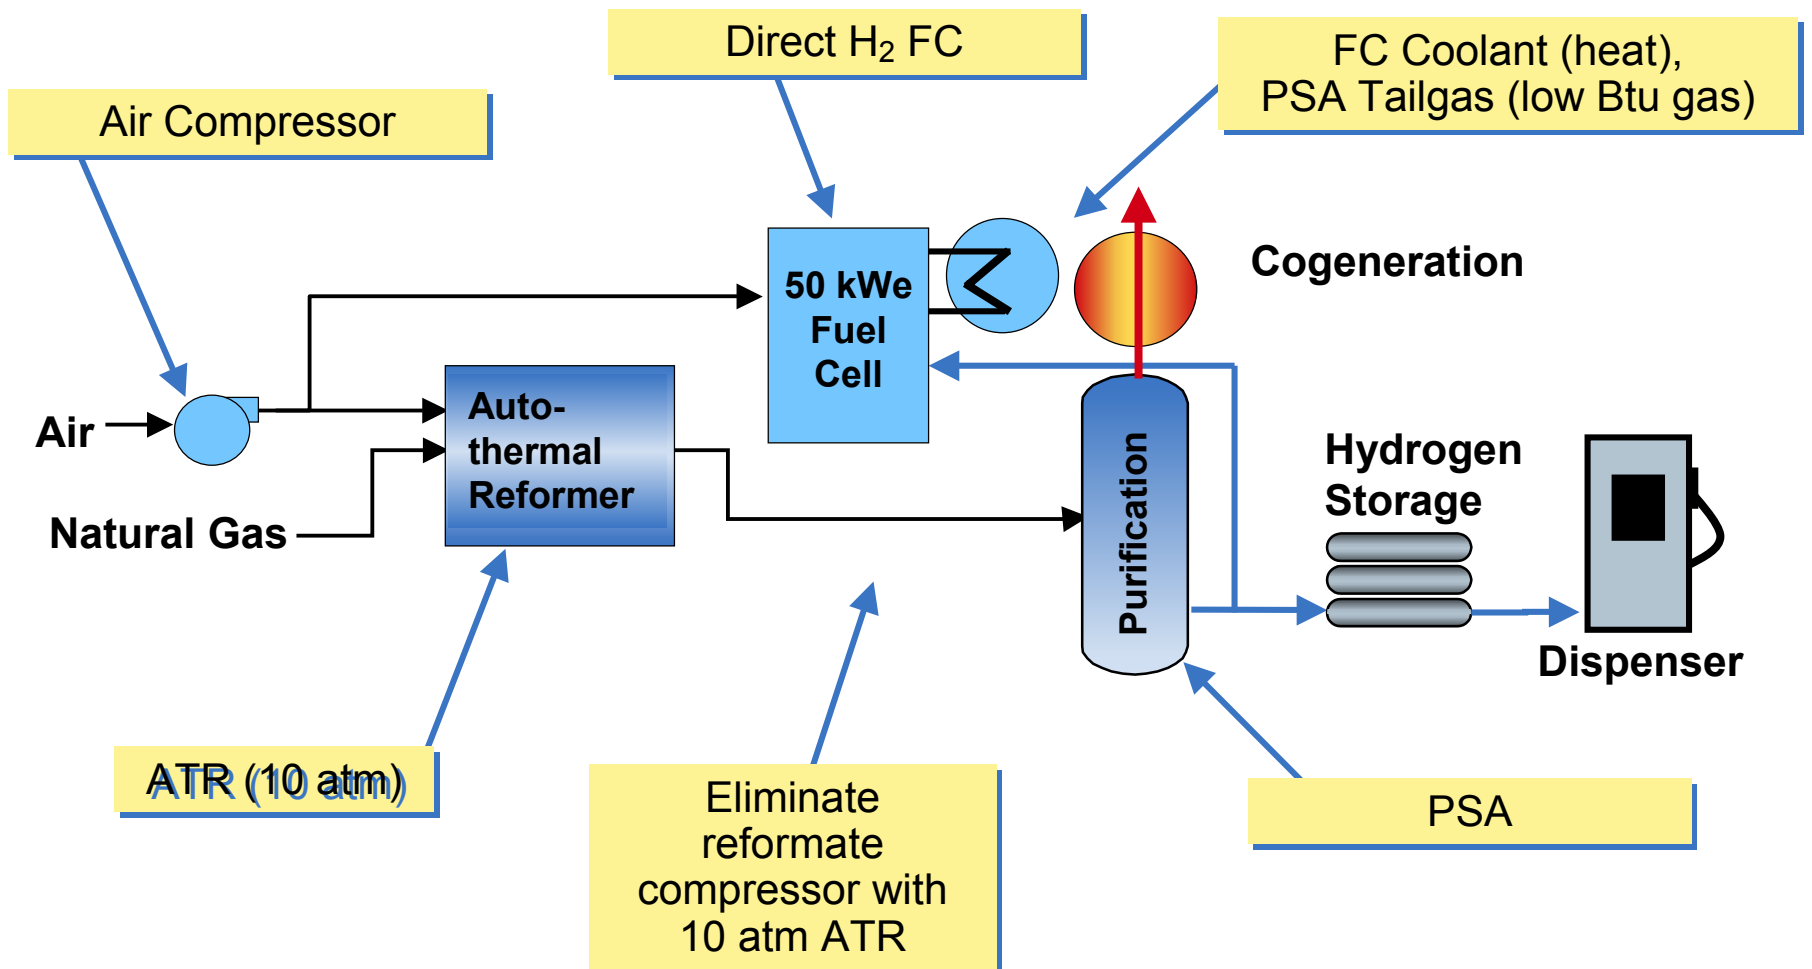 Direct H₂ FC
FC Coolant (heat),
PSA Tailgas (low Btu gas)
Air Compressor
Cogeneration
50 kWe
Fuel
Cell
Auto-
thermal
Reformer
Air
Natural Gas
Purification
Hydrogen
Storage
Dispenser
ATR (10 atm)
Eliminate
reformate
compressor with
10 atm ATR
PSA